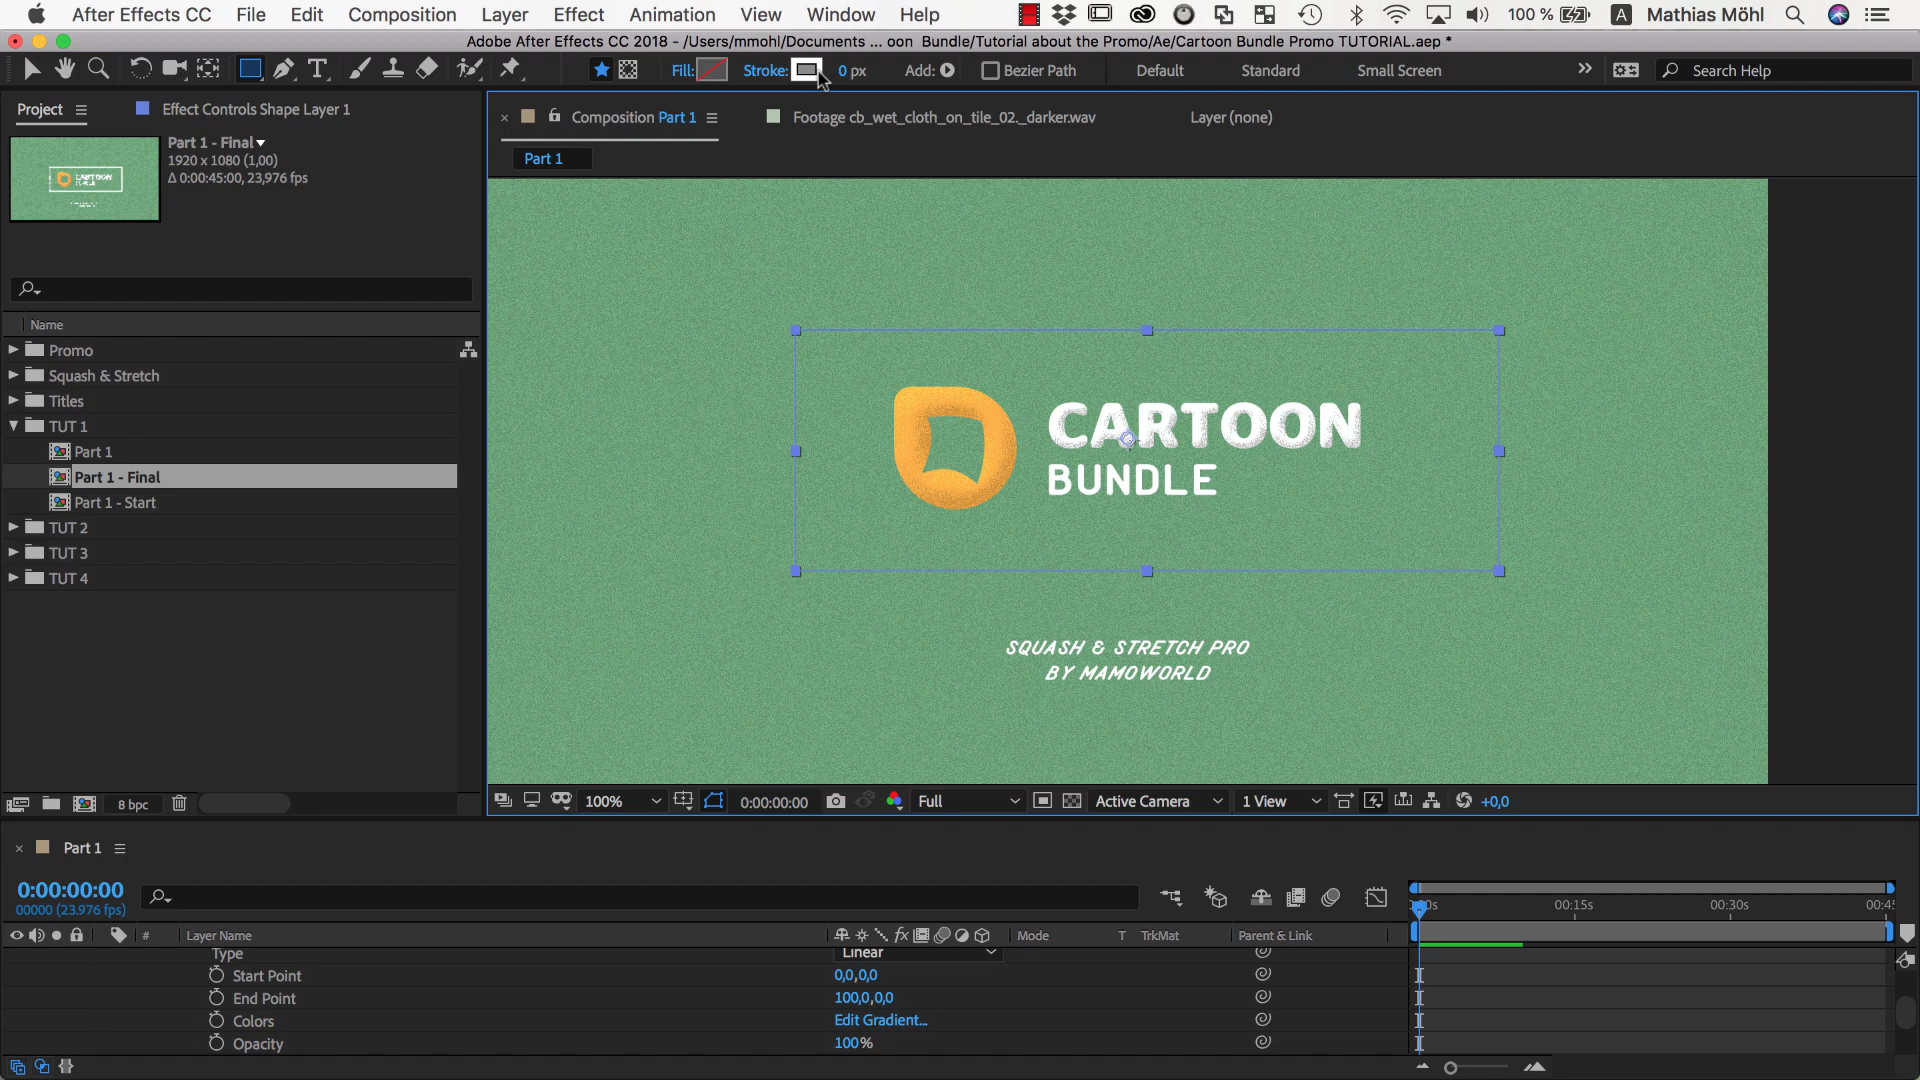 After Effects CC File Edit Composition Layer Effect Animation View Window Help 100 % A Mathias Möhl
Adobe After Effects CC 2018 - /Users/mmohl/Documents ... oon Bundle/Tutorial about the Promo/Ae/Cartoon Bundle Promo TUTORIAL.aep *
Fill: Stroke: 0 px Add: Bezier Path Default Standard Small Screen Search Help
Project Effect Controls Shape Layer 1
Composition Part 1 Footage cb_wet_cloth_on_tile_02._darker.wav Layer (none)
Part 1
Part 1 - Final
1920 x 1080 (1,00)
Δ 0:00:45:00, 23,976 fps
Name
Promo
Squash & Stretch
Titles
TUT 1
Part 1
Part 1 - Final
Part 1 - Start
TUT 2
TUT 3
TUT 4
CARTOON
BUNDLE
SQUASH & STRETCH PRO
BY MAMOWORLD
8 bpc
100% 0:00:00:00 Full Active Camera 1 View +0,0
Part 1
0:00:00:00
00000 (23.976 fps)
00:15s 00:30s 00:45
# Layer Name Mode T TrkMat Parent & Link
Type Linear
Start Point 0,0,0,0
End Point 100,0,0,0
Colors Edit Gradient...
Opacity 100%